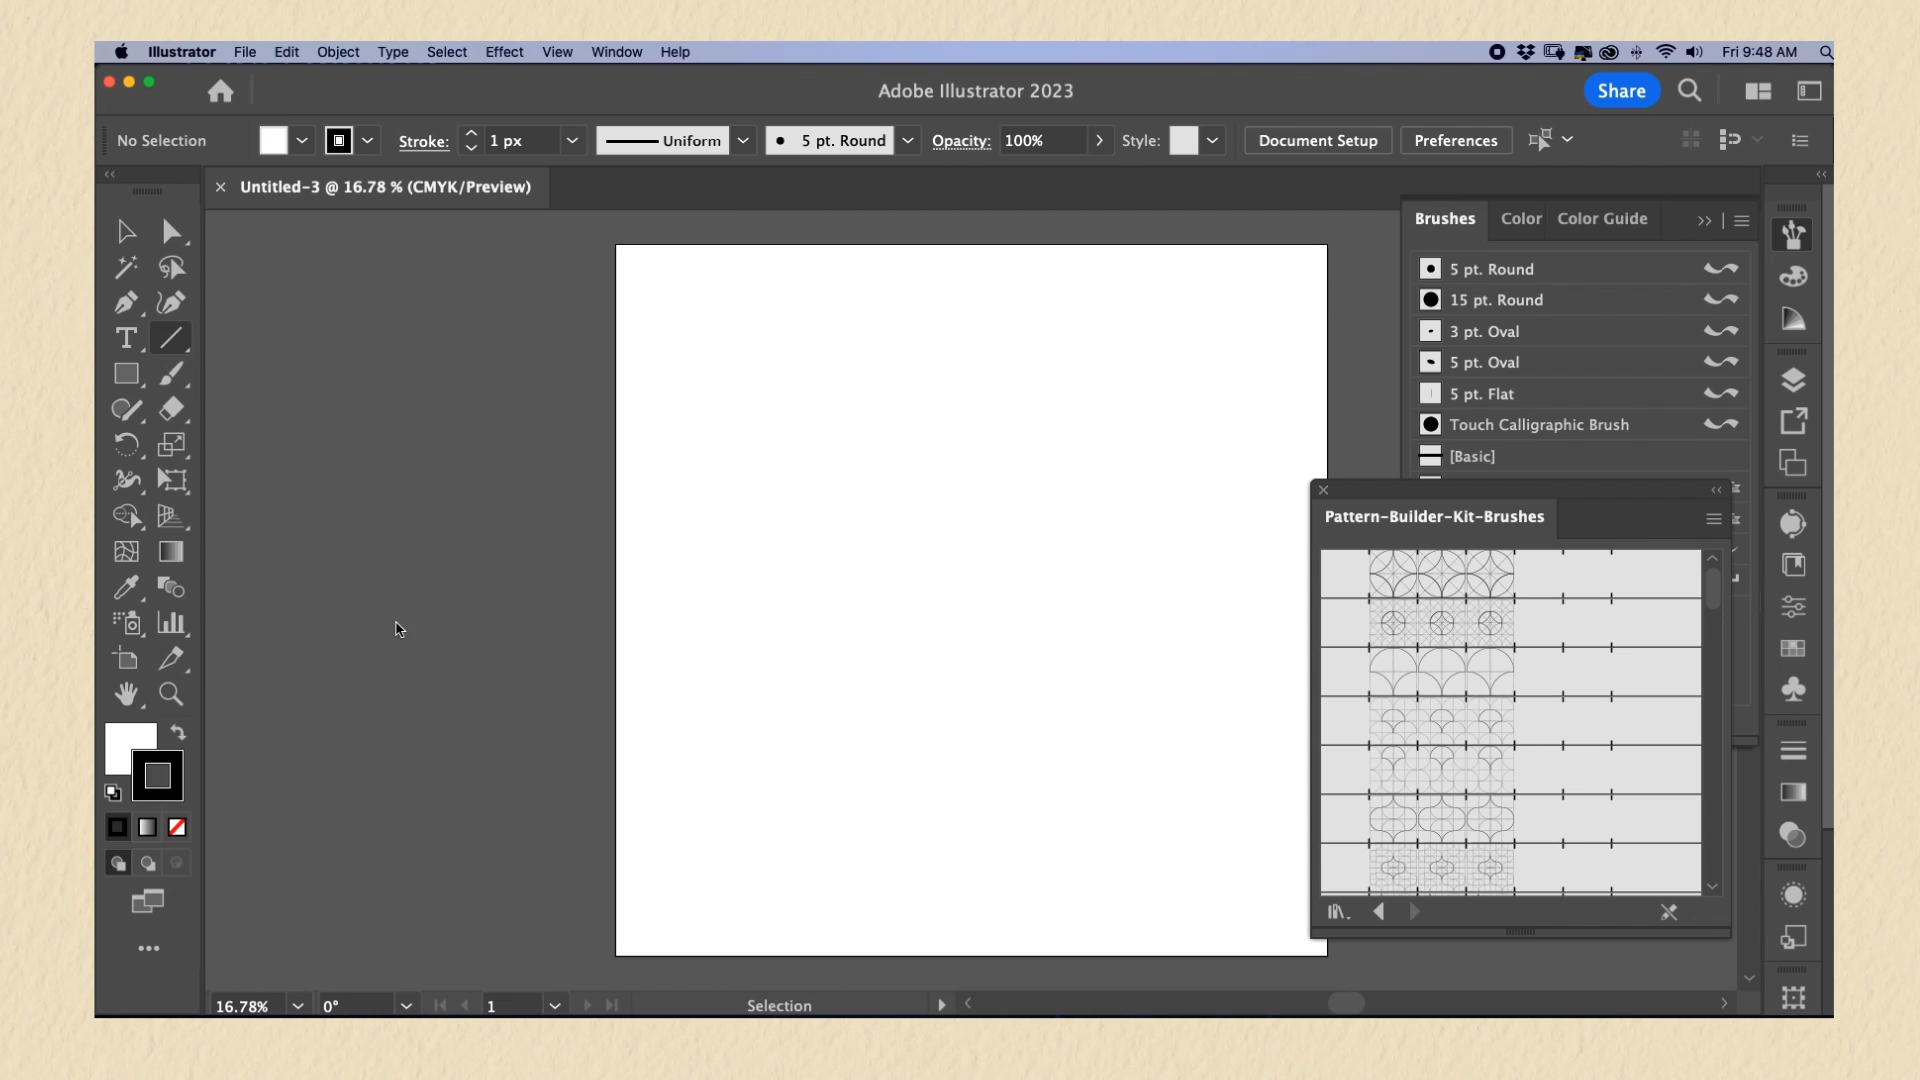 Illustrator File Edit Object Type Select Effect View Window Help Fri 9:48 AM
Adobe Illustrator 2023 Share
No Selection Stroke: 1 px Uniform 5 pt. Round Opacity: 100% Style: Document Setup Preferences
Untitled-3 @ 16.78 % (CMYK/Preview)
Brushes Color Color Guide
5 pt. Round
15 pt. Round
3 pt. Oval
5 pt. Oval
5 pt. Flat
Touch Calligraphic Brush
[Basic]
Pattern-Builder-Kit-Brushes
16.78% 0° 1 Selection